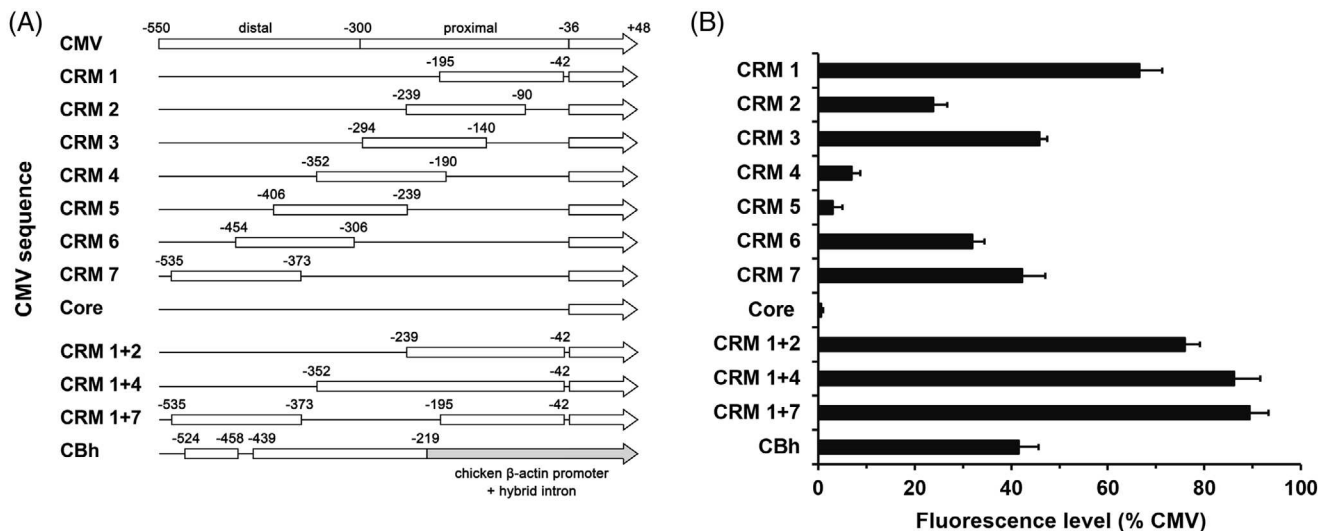 (A)
-550 distal -300 proximal -36 +48
CMV
-195 -42
CRM 1
-239 -90
CRM 2
-294 -140
CRM 3
-352 -190
CRM 4
-406 -239
CRM 5
-454 -306
CRM 6
-535 -373
CRM 7
Core
-239 -42
CRM 1+2
-352 -42
CRM 1+4
-535 -373 -195 -42
CRM 1+7
-524 -458 -439 -219
CBh
chicken β-actin promoter
+ hybrid intron
CMV sequence
(B)
CRM 1
CRM 2
CRM 3
CRM 4
CRM 5
CRM 6
CRM 7
Core
CRM 1+2
CRM 1+4
CRM 1+7
CBh
0 20 40 60 80 100
Fluorescence level (% CMV)